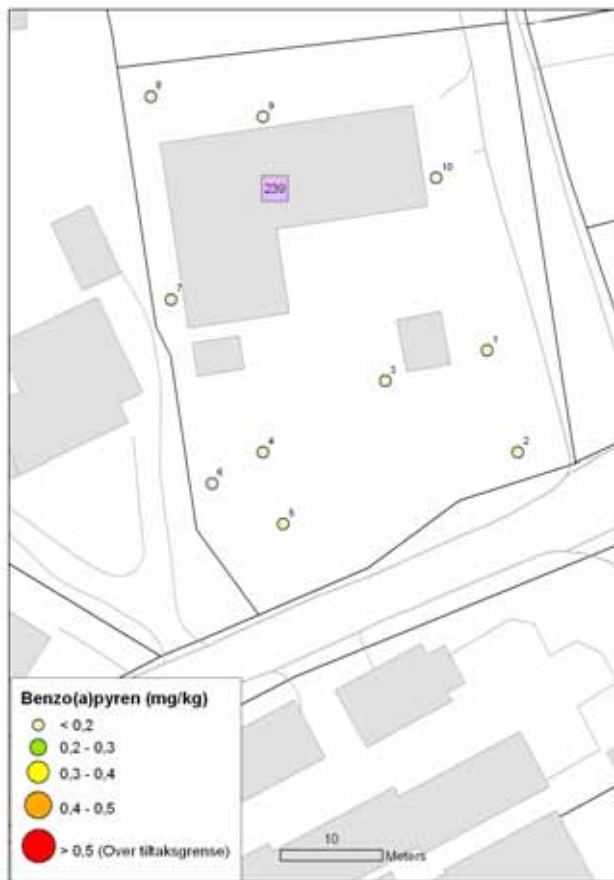 8
9
10
239
7
1
3
4
2
6
5
Benzo(a)pyren (mg/kg)
< 0,2
0,2 - 0,3
0,3 - 0,4
0,4 - 0,5
> 0,5 (Over tiltaksgrense)
10
Meters